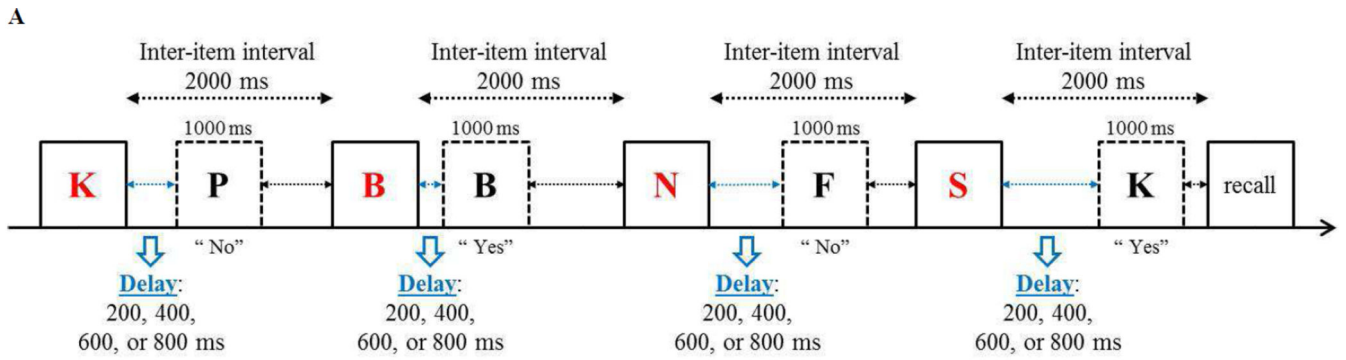 A
Inter-item interval
2000 ms
Inter-item interval
2000 ms
Inter-item interval
2000 ms
Inter-item interval
2000 ms
1000 ms
1000 ms
1000 ms
1000 ms
K P B B N F S K recall
“ No”
“ Yes”
“ No”
“ Yes”
Delay:
200, 400,
600, or 800 ms
Delay:
200, 400,
600, or 800 ms
Delay:
200, 400,
600, or 800 ms
Delay:
200, 400,
600, or 800 ms